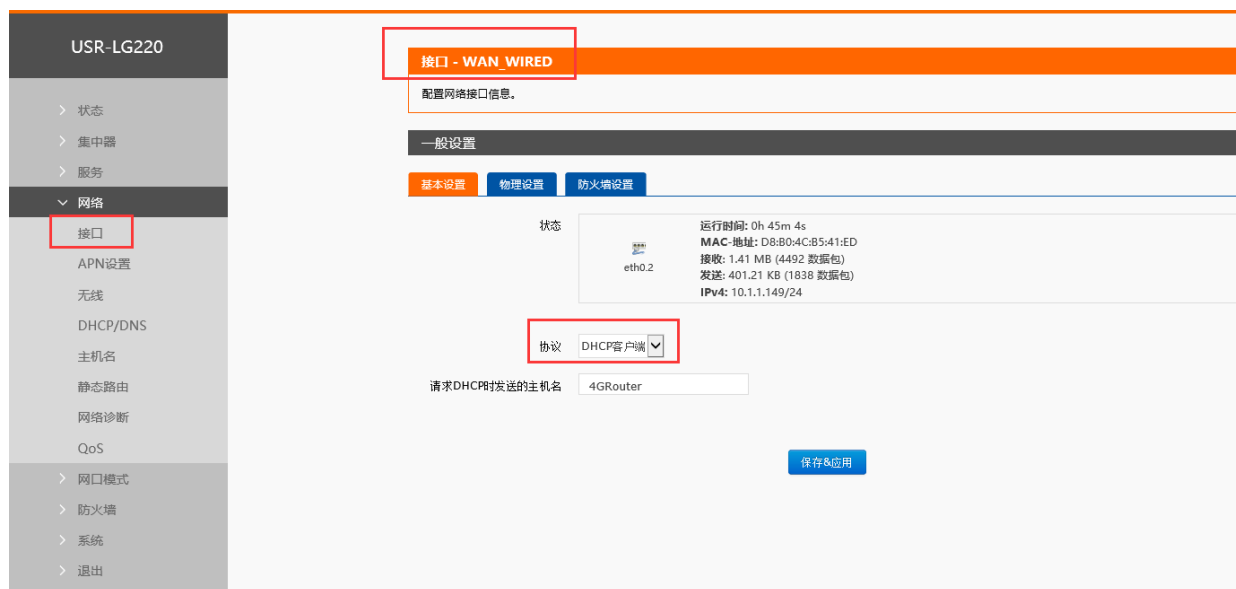 USR-LG220
状态
集中器
服务
网络
接口
APN设置
无线
DHCP/DNS
主机名
静态路由
网络诊断
QoS
网口模式
防火墙
系统
退出
接口 - WAN_WIRED
配置网络接口信息。
一般设置
基本设置 物理设置 防火墙设置
状态
eth0.2
运行时间: 0h 45m 4s
MAC-地址: D8:B0:4C:B5:41:ED
接收: 1.41 MB (4492 数据包)
发送: 401.21 KB (1838 数据包)
IPv4: 10.1.1.149/24
协议 DHCP客户端
请求DHCP时发送的主机名 4GRouter
保存&应用